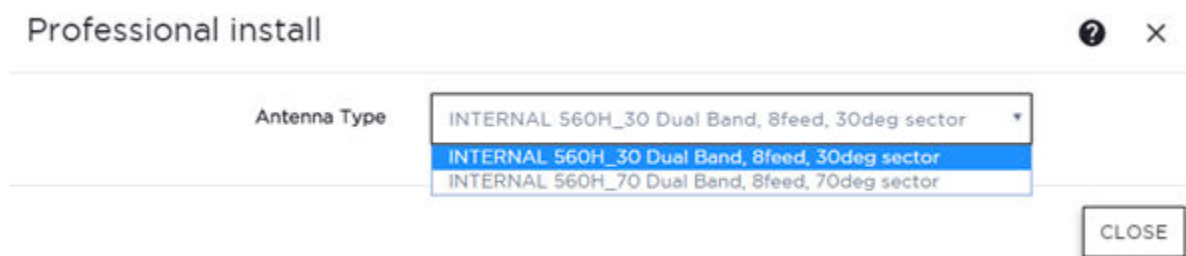 Professional install
Antenna Type
INTERNAL 560H_30 Dual Band, 8feed, 30deg sector
INTERNAL 560H_30 Dual Band, 8feed, 30deg sector
INTERNAL 560H_70 Dual Band, 8feed, 70deg sector
CLOSE